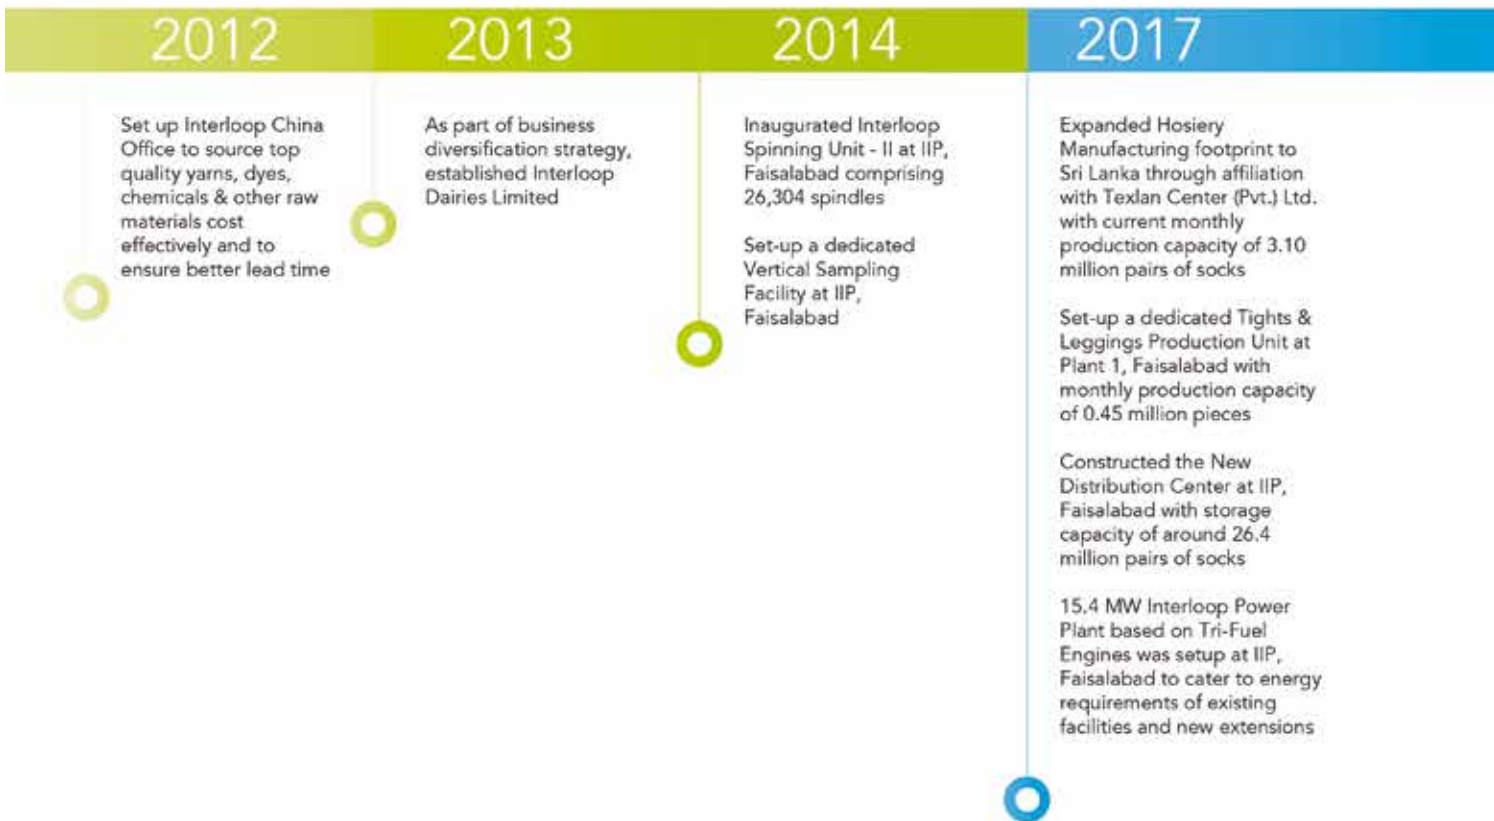 2012
Set up Interloop China
Office to source top
quality yarns, dyes,
chemicals & other raw
materials cost
effectively and to
ensure better lead time
2013
As part of business
diversification strategy,
established Interloop
Dairies Limited
2014
Inaugurated Interloop
Spinning Unit - II at IIP,
Faisalabad comprising
26,304 spindles
Set-up a dedicated
Vertical Sampling
Facility at IIP,
Faisalabad
2017
Expanded Hosiery
Manufacturing footprint to
Sri Lanka through affiliation
with Texlan Center (Pvt.) Ltd.
with current monthly
production capacity of 3.10
million pairs of socks
Set-up a dedicated Tights &
Leggings Production Unit at
Plant 1, Faisalabad with
monthly production capacity
of 0.45 million pieces
Constructed the New
Distribution Center at IIP,
Faisalabad with storage
capacity of around 26.4
million pairs of socks
15.4 MW Interloop Power
Plant based on Tri-Fuel
Engines was setup at IIP,
Faisalabad to cater to energy
requirements of existing
facilities and new extensions